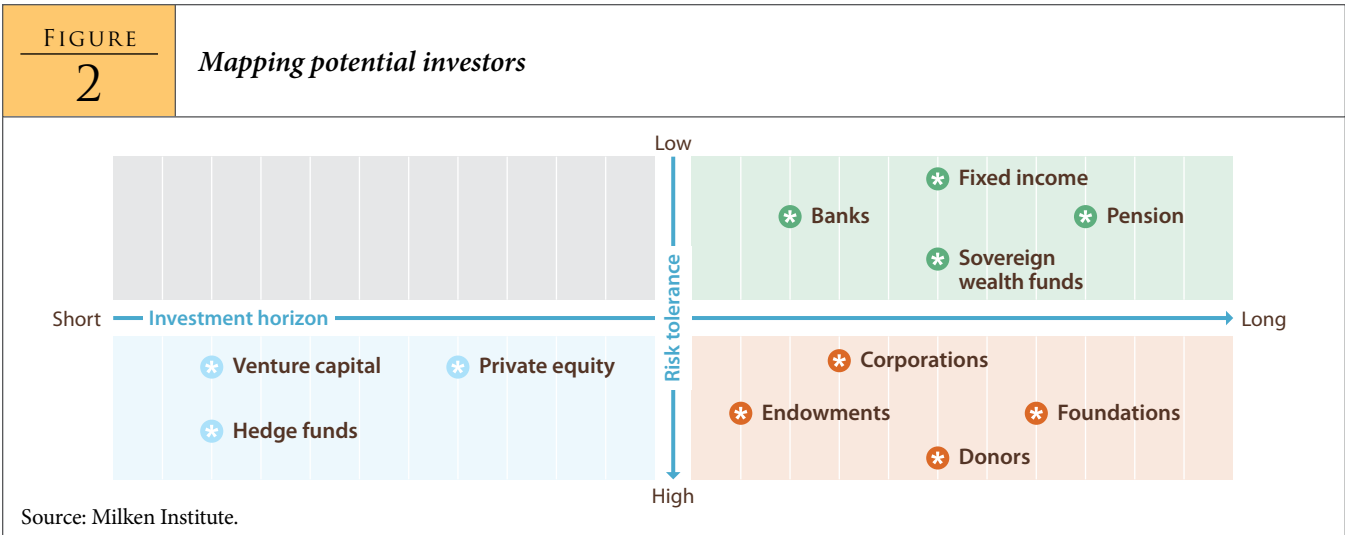 FIGURE
2
Mapping potential investors
Low
Fixed income
Banks
Pension
Sovereign
wealth funds
Short
Investment horizon
Risk tolerance
Long
Venture capital
Private equity
Corporations
Hedge funds
Endowments
Foundations
Donors
High
Source: Milken Institute.